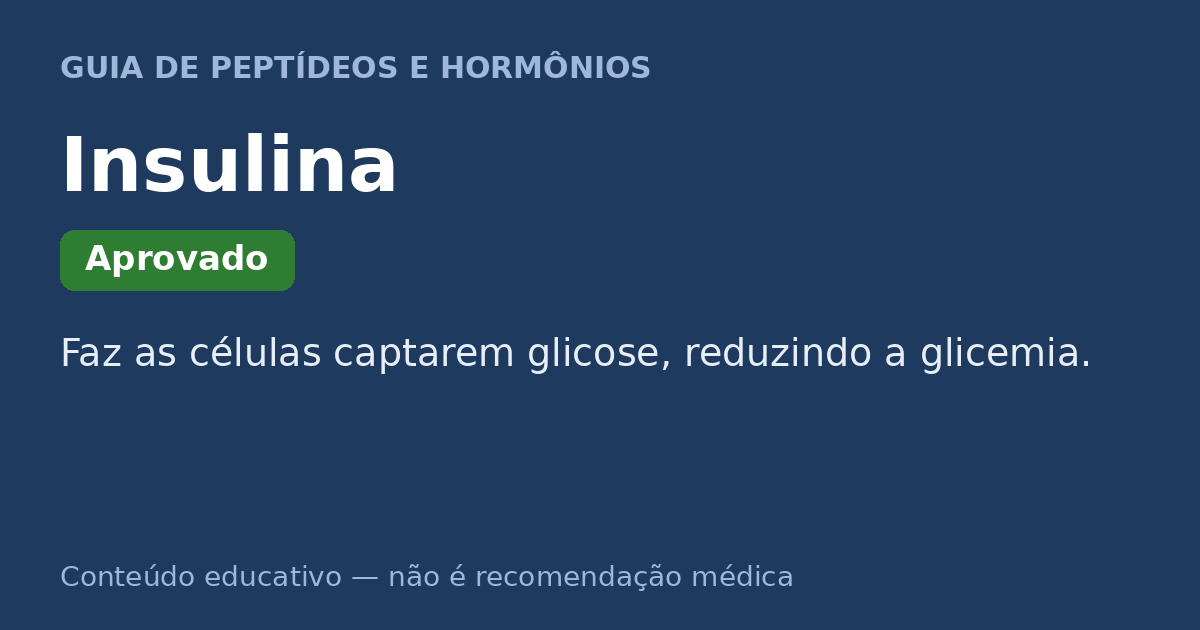 GUIA DE PEPTÍDEOS E HORMÔNIOS
Insulina
Aprovado
Faz as células captarem glicose, reduzindo a glicemia.
Conteúdo educativo — não é recomendação médica